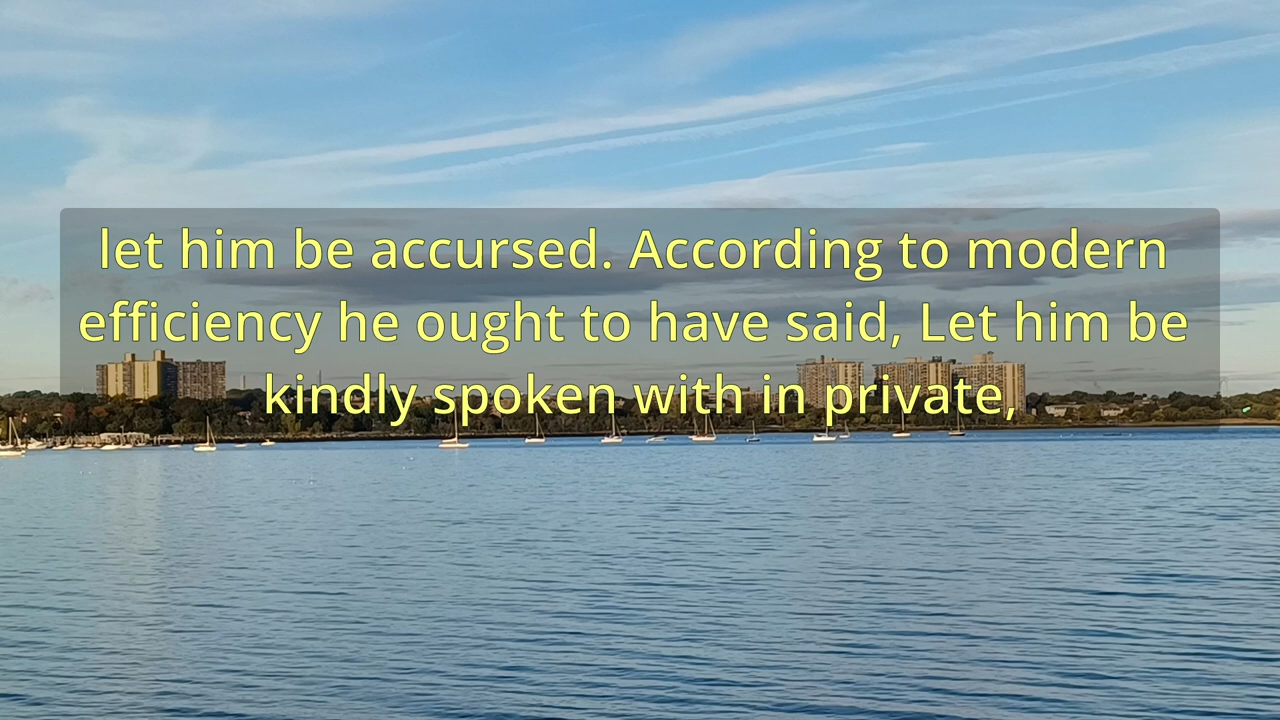 let him be accursed. According to modern
efficiency he ought to have said, Let him be
kindly spoken with in private,